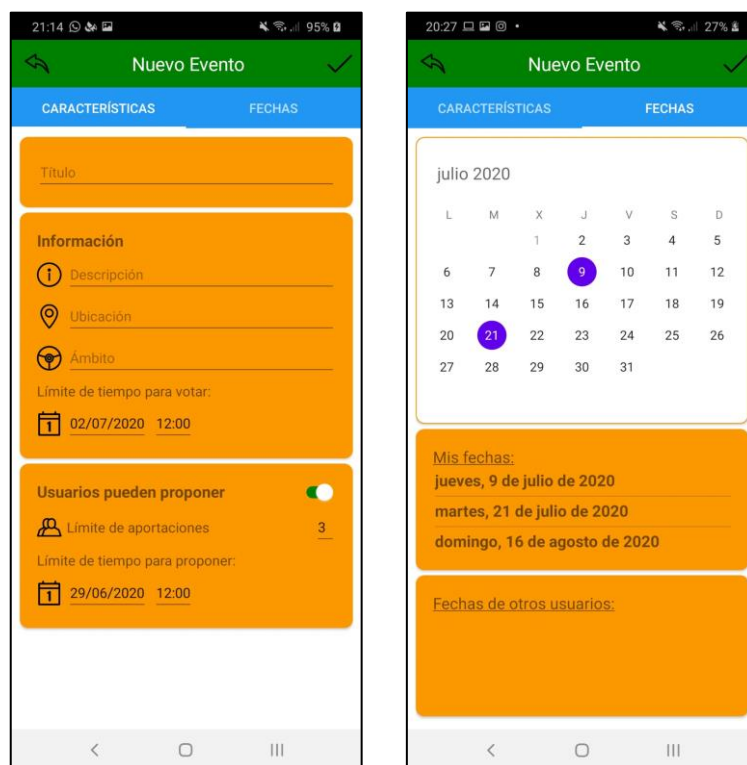 21:14 95%
Nuevo Evento
CARACTERÍSTICAS FECHAS
Título
Información
Descripción
Ubicación
Ámbito
Límite de tiempo para votar:
1 02/07/2020 12:00
Usuarios pueden proponer
Límite de aportaciones 3
Límite de tiempo para proponer:
1 29/06/2020 12:00
20:27 27%
Nuevo Evento
CARACTERÍSTICAS FECHAS
julio 2020
L M X J V S D
1 2 3 4 5
6 7 8 9 10 11 12
13 14 15 16 17 18 19
20 21 22 23 24 25 26
27 28 29 30 31
Mis fechas:
jueves, 9 de julio de 2020
martes, 21 de julio de 2020
domingo, 16 de agosto de 2020
Fechas de otros usuarios: